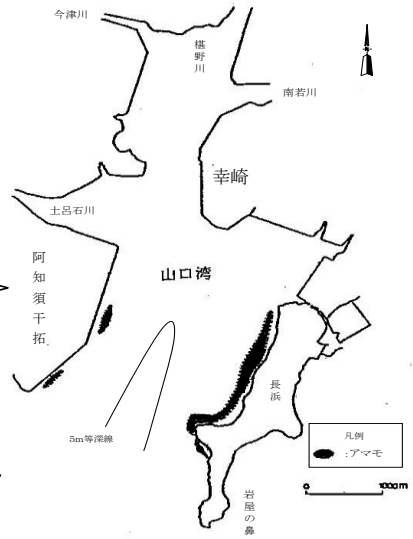 今津川
椹野川
南若川
幸崎
土呂石川
阿知須干拓
山口湾
長浜
5m等深線
凡例
:アマモ
岩屋の鼻
0 1000m